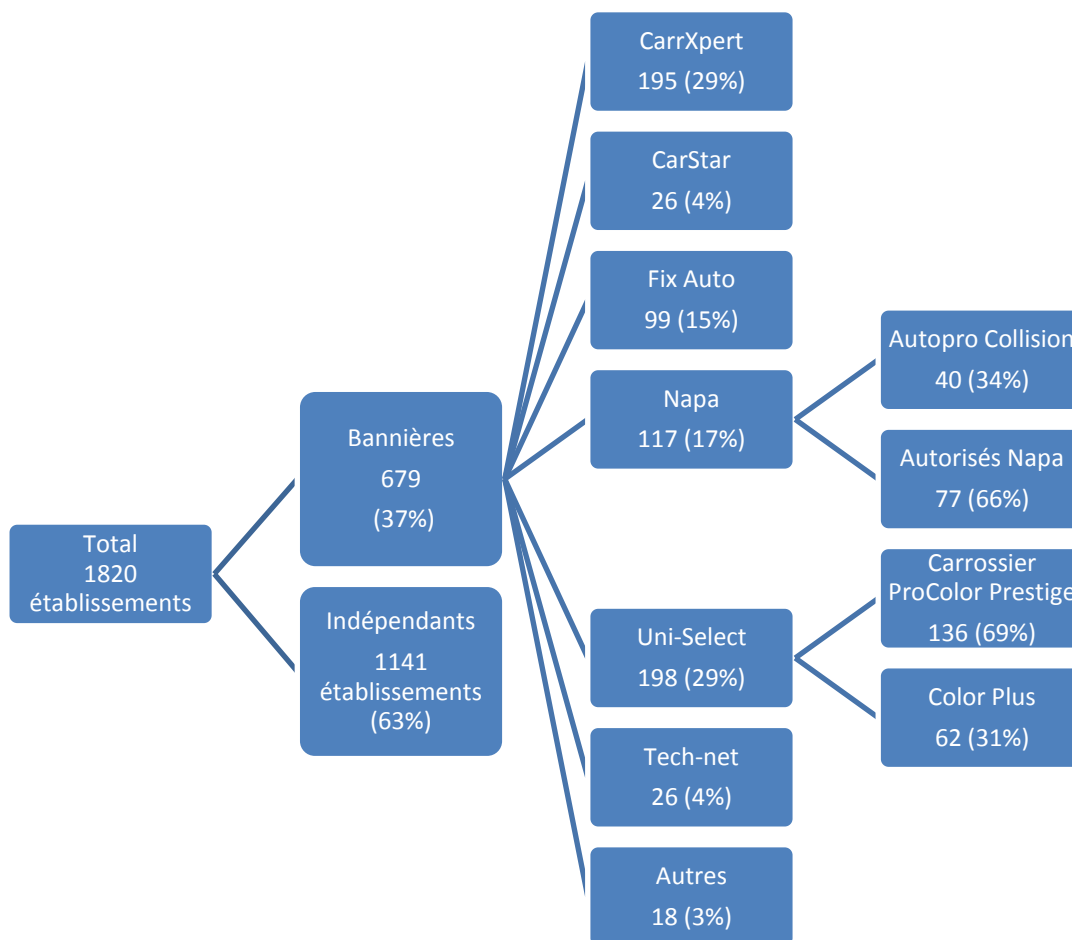 Total
1820
établissements
Bannières
679
(37%)
Indépendants
1141
établissements
(63%)
CarrXpert
195 (29%)
CarStar
26 (4%)
Fix Auto
99 (15%)
Napa
117 (17%)
Autopro Collision
40 (34%)
Autorisés Napa
77 (66%)
Uni-Select
198 (29%)
Carrossier
ProColor Prestige
136 (69%)
Color Plus
62 (31%)
Tech-net
26 (4%)
Autres
18 (3%)